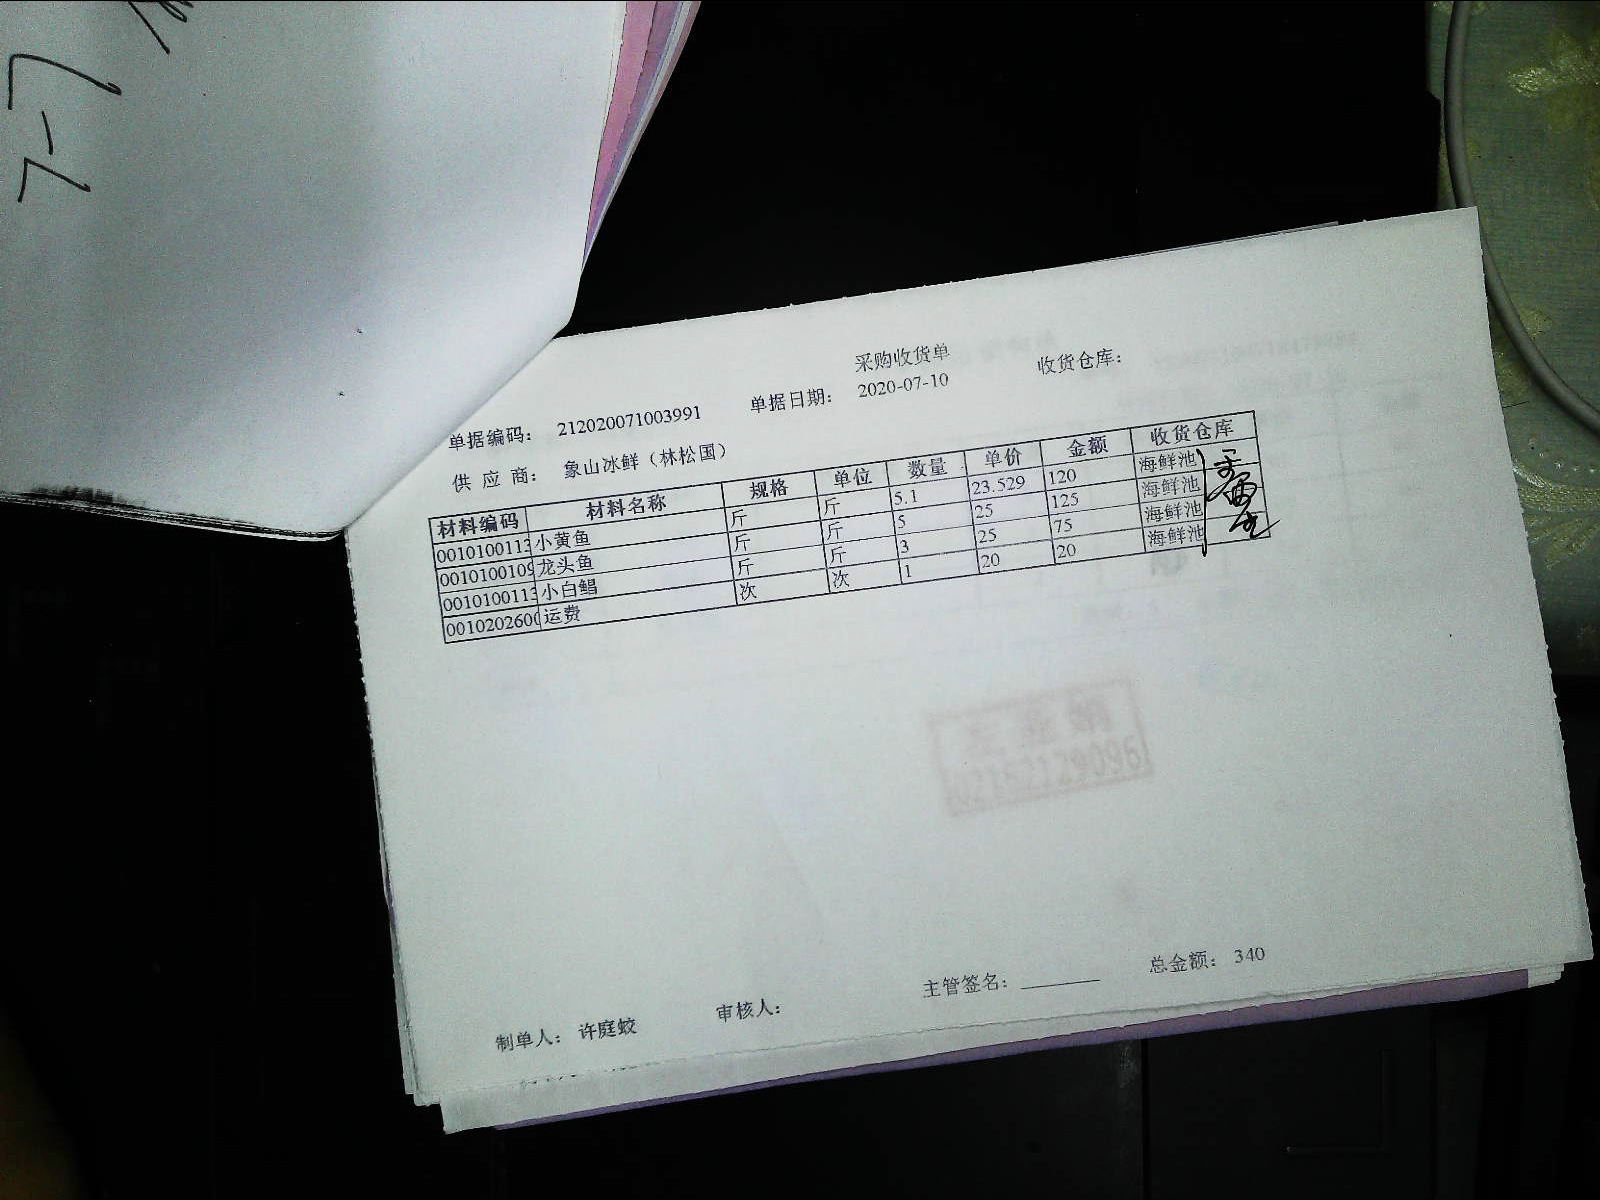 采购收货单
单据编码： 212020071003991 单据日期： 2020-07-10 收货仓库：
供 应 商： 象山冰鲜（林松国）
材料编码 材料名称 规格 单位 数量 单价 金额 收货仓库
0010100113 小黄鱼 斤 斤 5.1 23.529 120 海鲜池
0010100109 龙头鱼 斤 斤 5 25 125 海鲜池
0010100113 小白鲳 斤 斤 3 25 75 海鲜池
0010202600 运费 次 次 1 20 20 海鲜池
02152129096
制单人： 许庭蛟 审核人： 主管签名： 总金额： 340